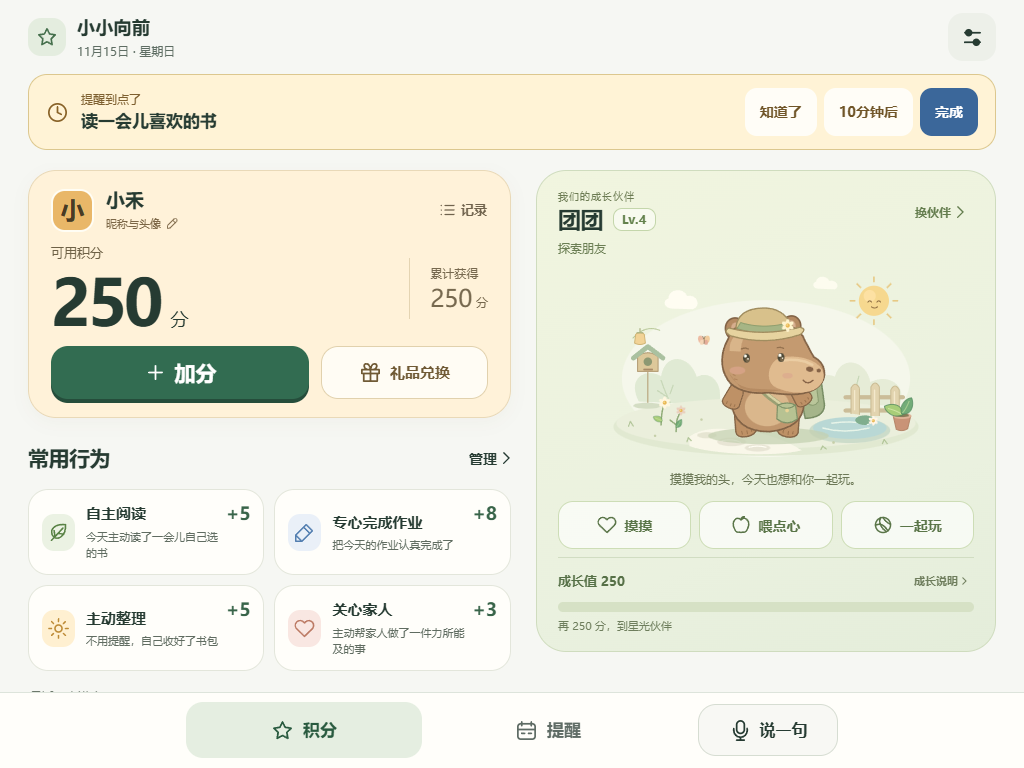 小小向前
11月15日 · 星期日
提醒到点了
读一会儿喜欢的书
知道了
10分钟后
完成
小
小禾
昵称与头像
记录
可用积分
250 分
累计获得
250 分
加分
礼品兑换
我们的成长伙伴
团团 Lv.4
探索朋友
换伙伴
摸摸我的头，今天也想和你一起玩。
摸摸
喂点心
一起玩
成长值 250
成长说明
再 250 分，到星光伙伴
常用行为
管理
自主阅读
+5
今天主动读了一会儿自己选
的书
专心完成作业
+8
把今天的作业认真完成了
主动整理
+5
不用提醒，自己收好了书包
关心家人
+3
主动帮家人做了一件力所能
及的事
积分
提醒
说一句